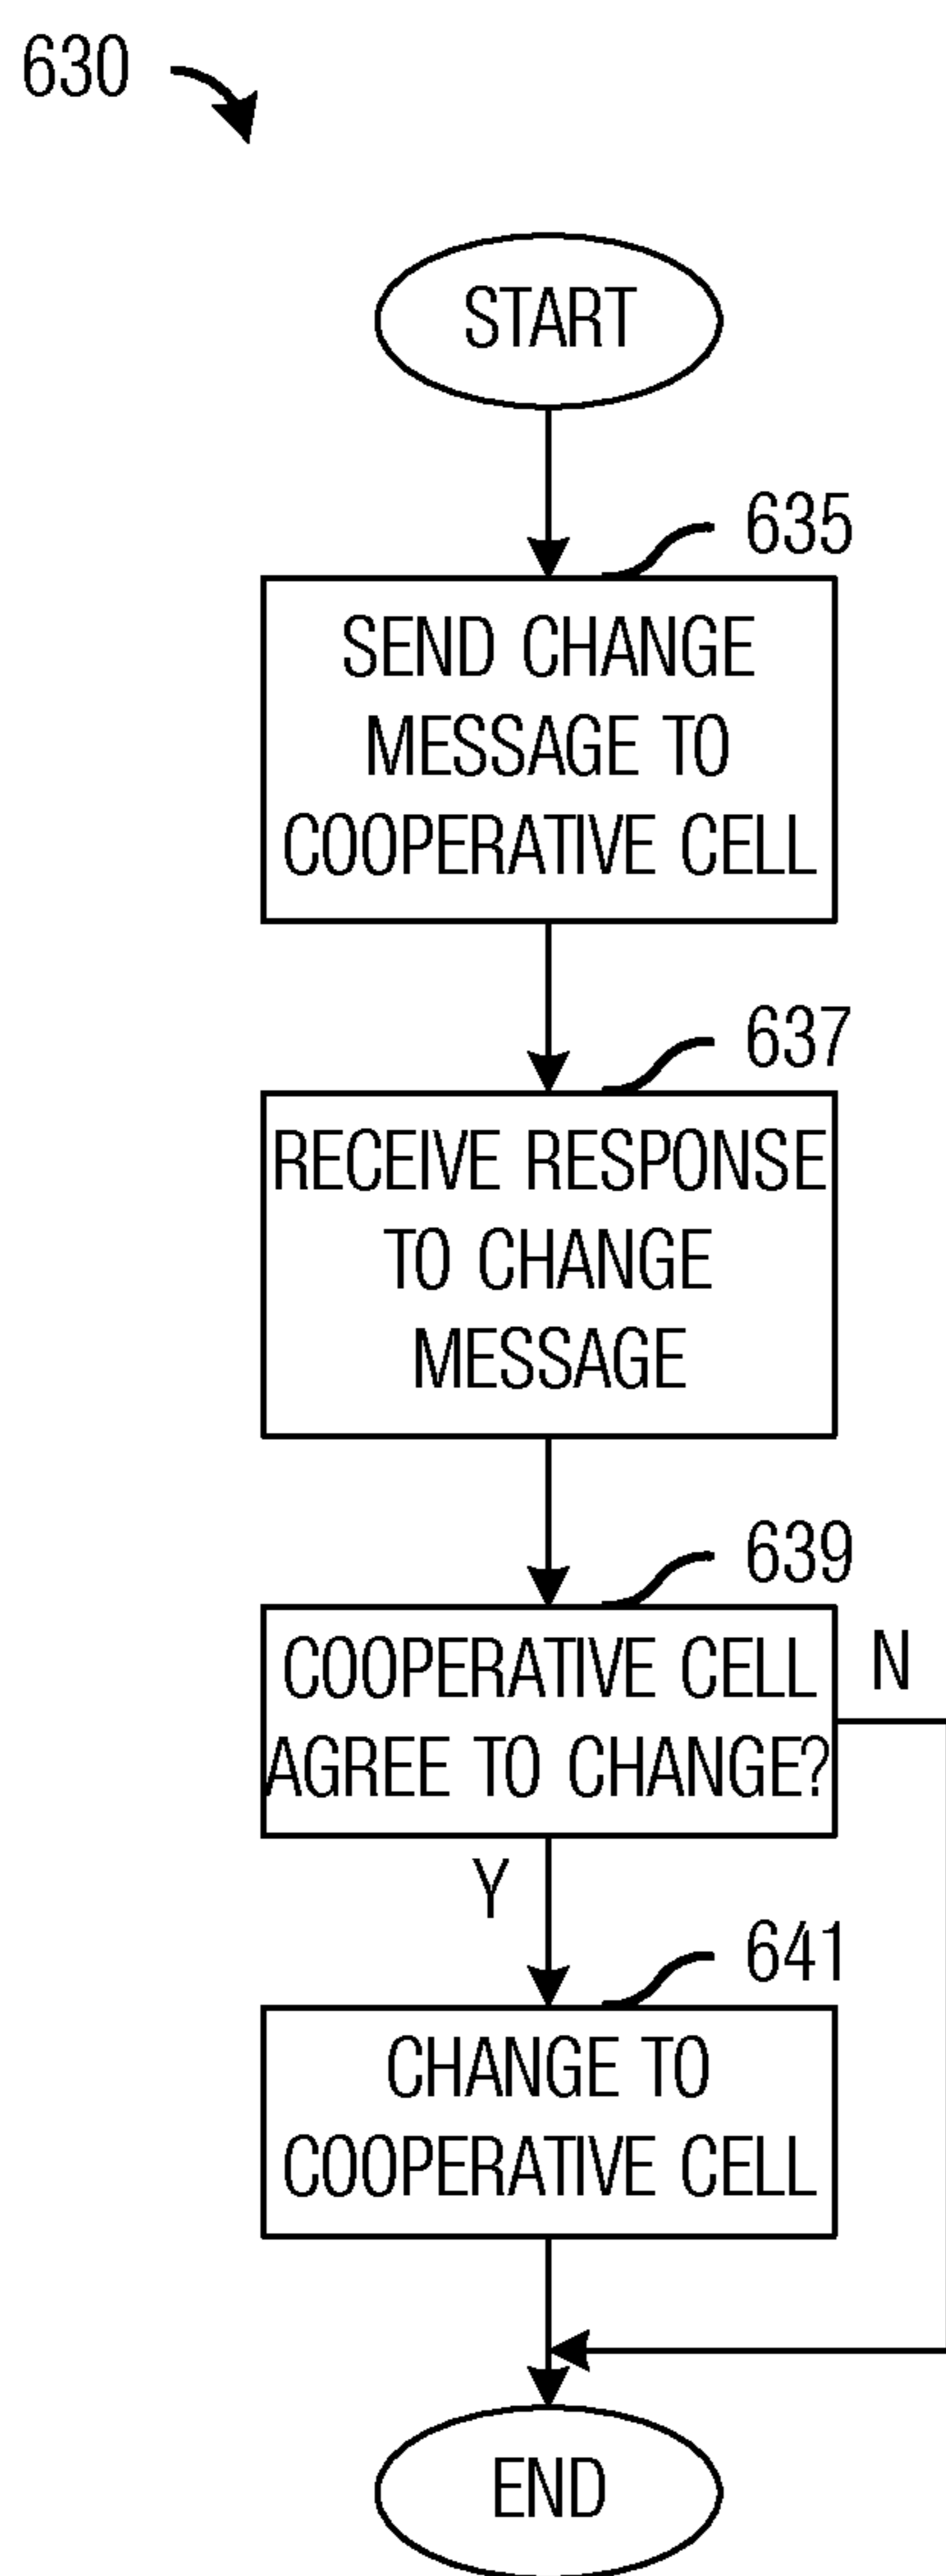 630
START
635
SEND CHANGE
MESSAGE TO
COOPERATIVE CELL
637
RECEIVE RESPONSE
TO CHANGE
MESSAGE
639
COOPERATIVE CELL
AGREE TO CHANGE?
N
Y
641
CHANGE TO
COOPERATIVE CELL
END